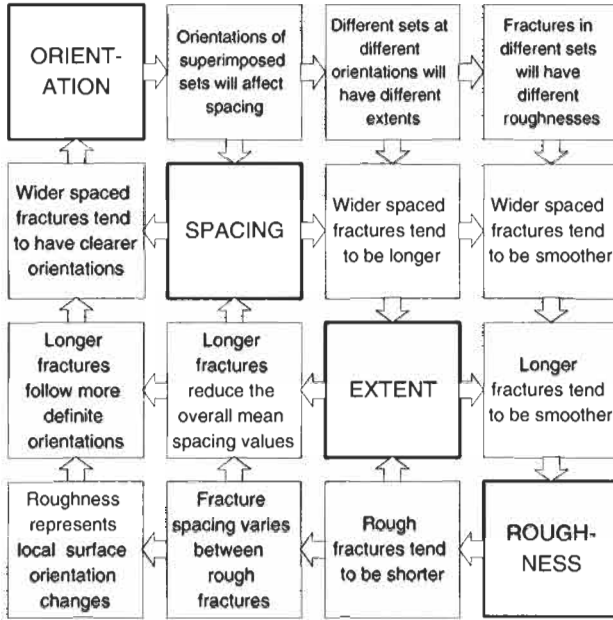 ORIENT-
ATION
Orientations of
superimposed
sets will affect
spacing
Different sets at
different
orientations will
have different
extents
Fractures in
different sets
will have
different
roughnesses
Wider spaced
fractures tend
to have clearer
orientations
SPACING
Wider spaced
fractures tend
to be longer
Wider spaced
fractures tend
to be smoother
Longer
fractures
follow more
definite
orientations
Longer
fractures
reduce the
overall mean
spacing values
EXTENT
Longer
fractures tend
to be smoother
Roughness
represents
local surface
orientation
changes
Fracture
spacing varies
between
rough
fractures
Rough
fractures tend
to be shorter
ROUGH-
NESS